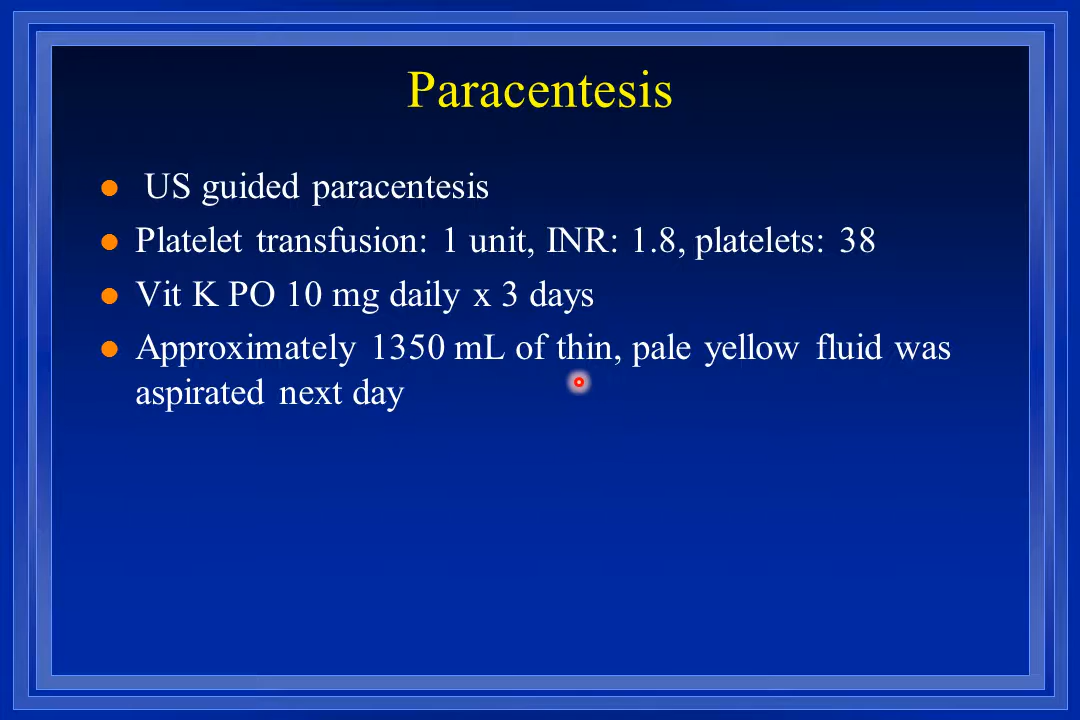 Paracentesis
US guided paracentesis
Platelet transfusion: 1 unit, INR: 1.8, platelets: 38
Vit K PO 10 mg daily x 3 days
Approximately 1350 mL of thin, pale yellow fluid was
aspirated next day